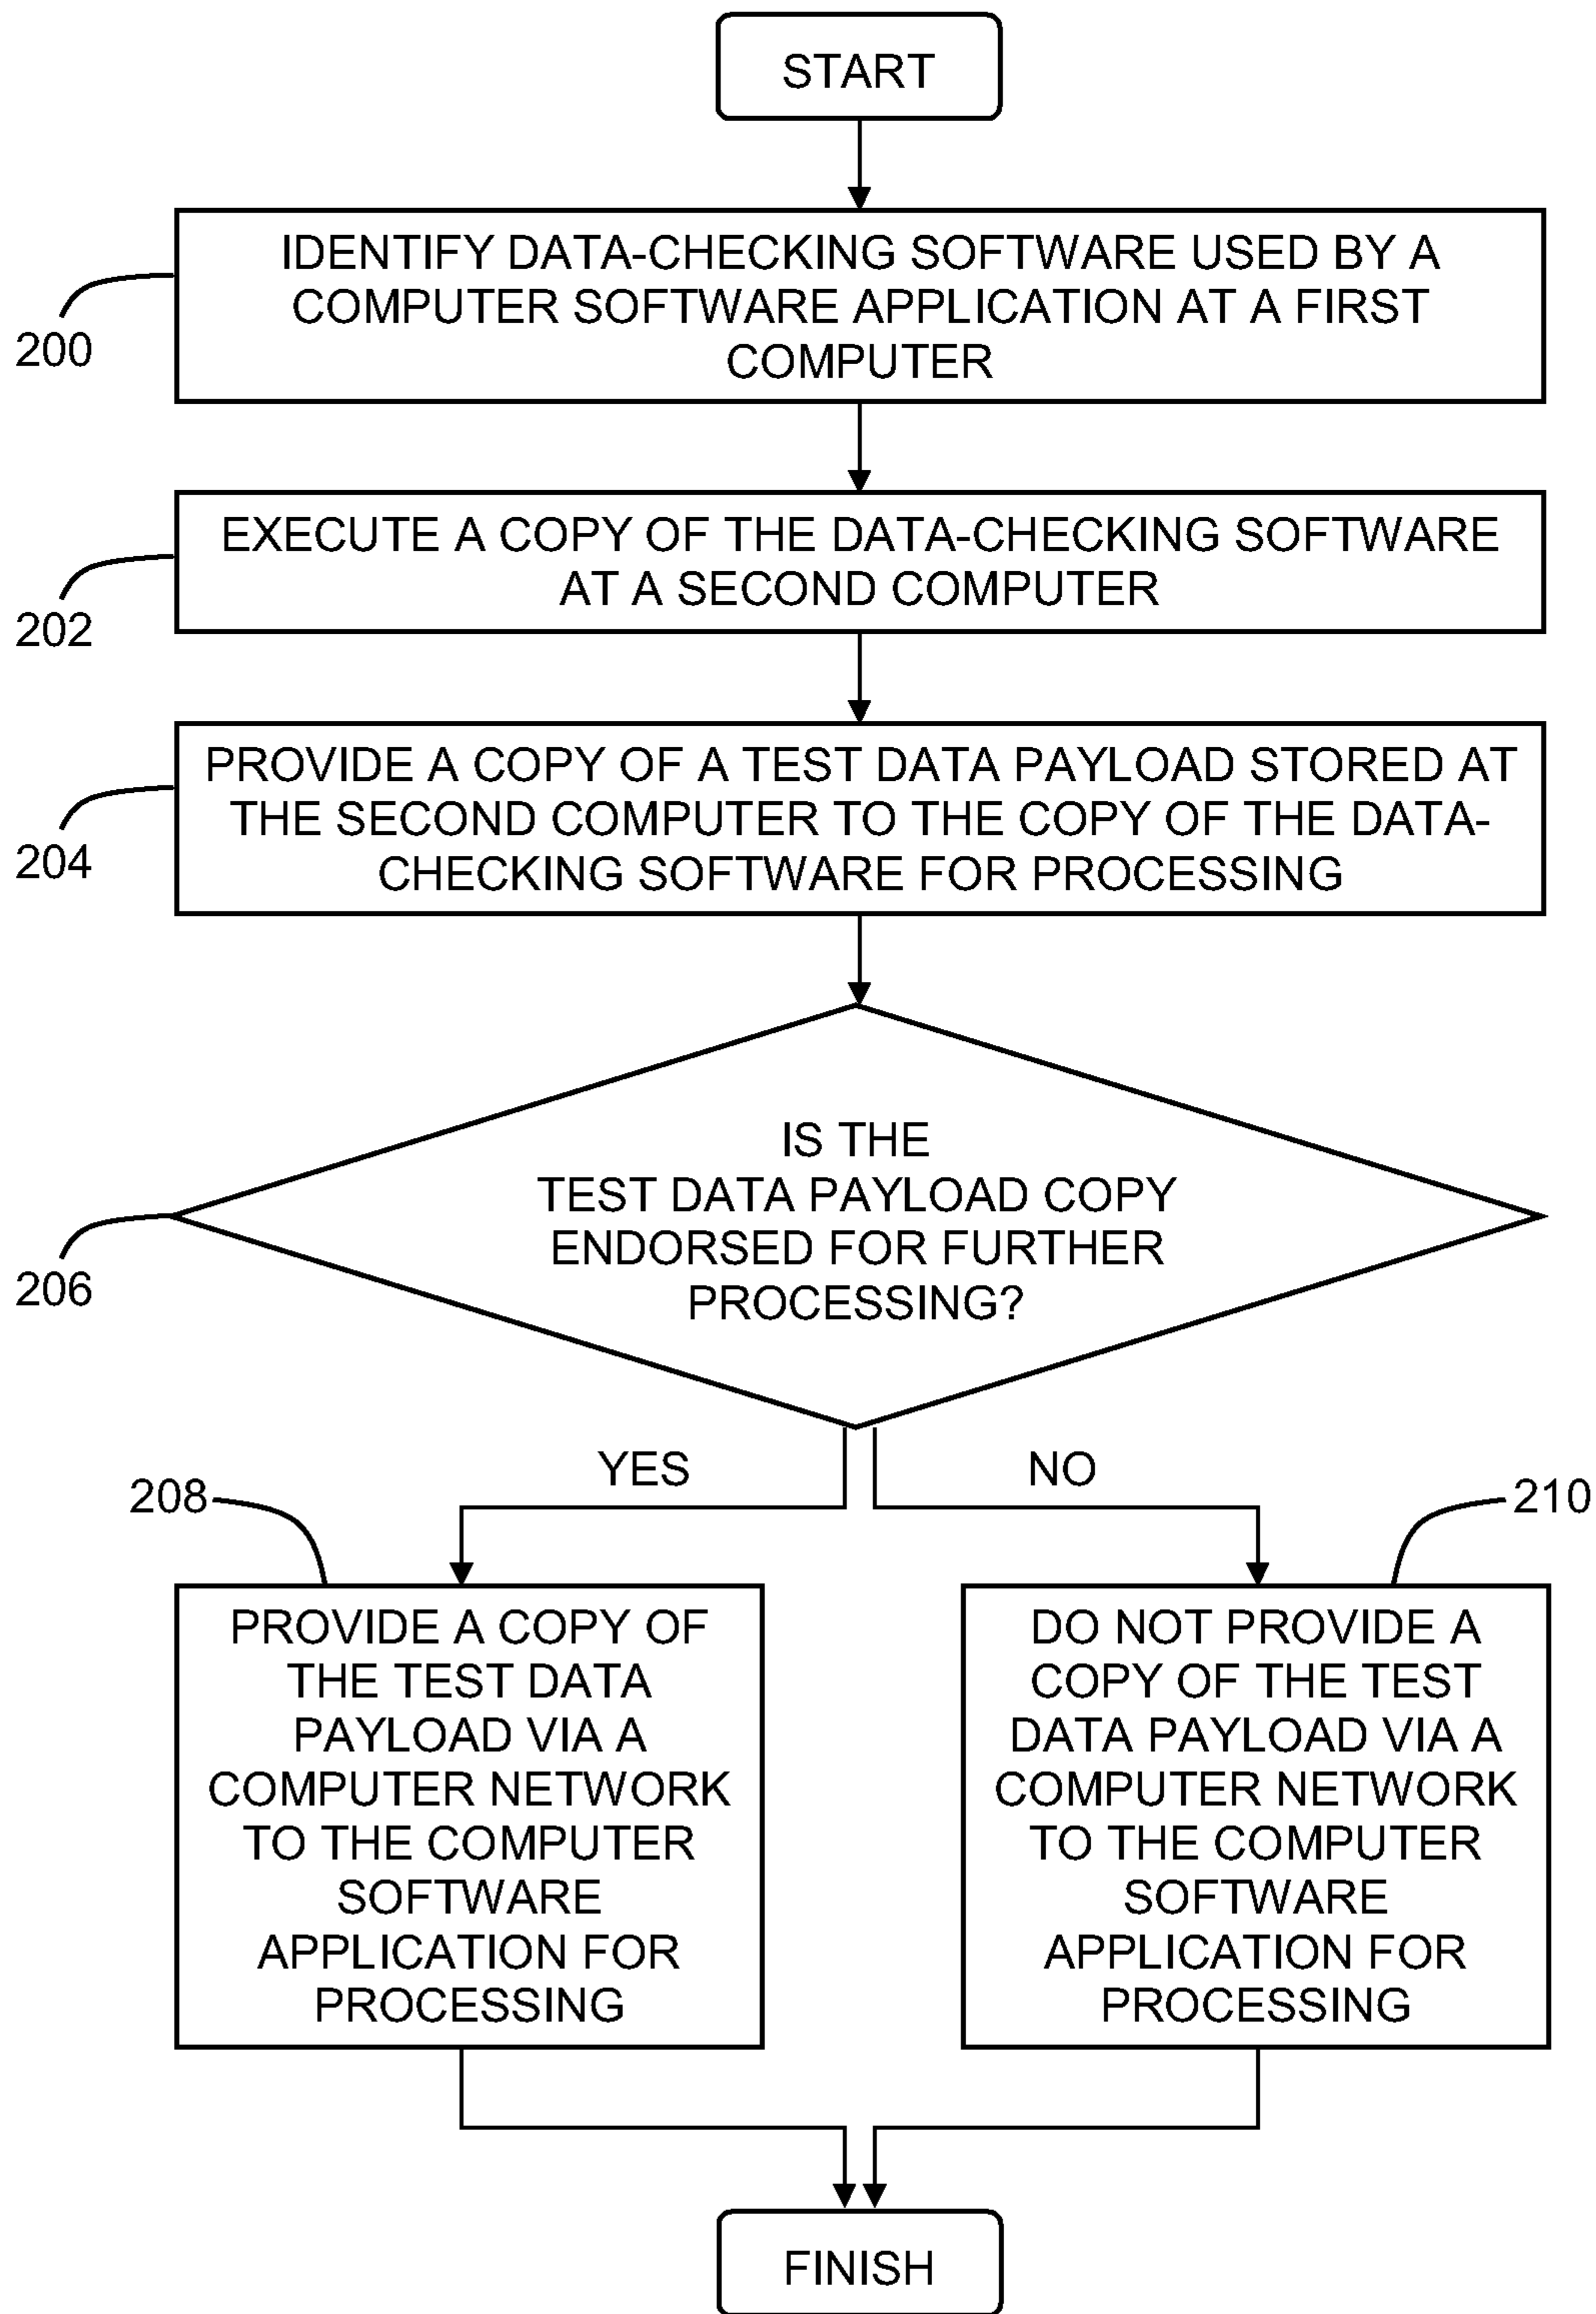 START
IDENTIFY DATA-CHECKING SOFTWARE USED BY A
COMPUTER SOFTWARE APPLICATION AT A FIRST
COMPUTER
200
EXECUTE A COPY OF THE DATA-CHECKING SOFTWARE
AT A SECOND COMPUTER
202
PROVIDE A COPY OF A TEST DATA PAYLOAD STORED AT
THE SECOND COMPUTER TO THE COPY OF THE DATA-
CHECKING SOFTWARE FOR PROCESSING
204
IS THE
TEST DATA PAYLOAD COPY
ENDORSED FOR FURTHER
PROCESSING?
206
YES
NO
208
210
PROVIDE A COPY OF
THE TEST DATA
PAYLOAD VIA A
COMPUTER NETWORK
TO THE COMPUTER
SOFTWARE
APPLICATION FOR
PROCESSING
DO NOT PROVIDE A
COPY OF THE TEST
DATA PAYLOAD VIA A
COMPUTER NETWORK
TO THE COMPUTER
SOFTWARE
APPLICATION FOR
PROCESSING
FINISH